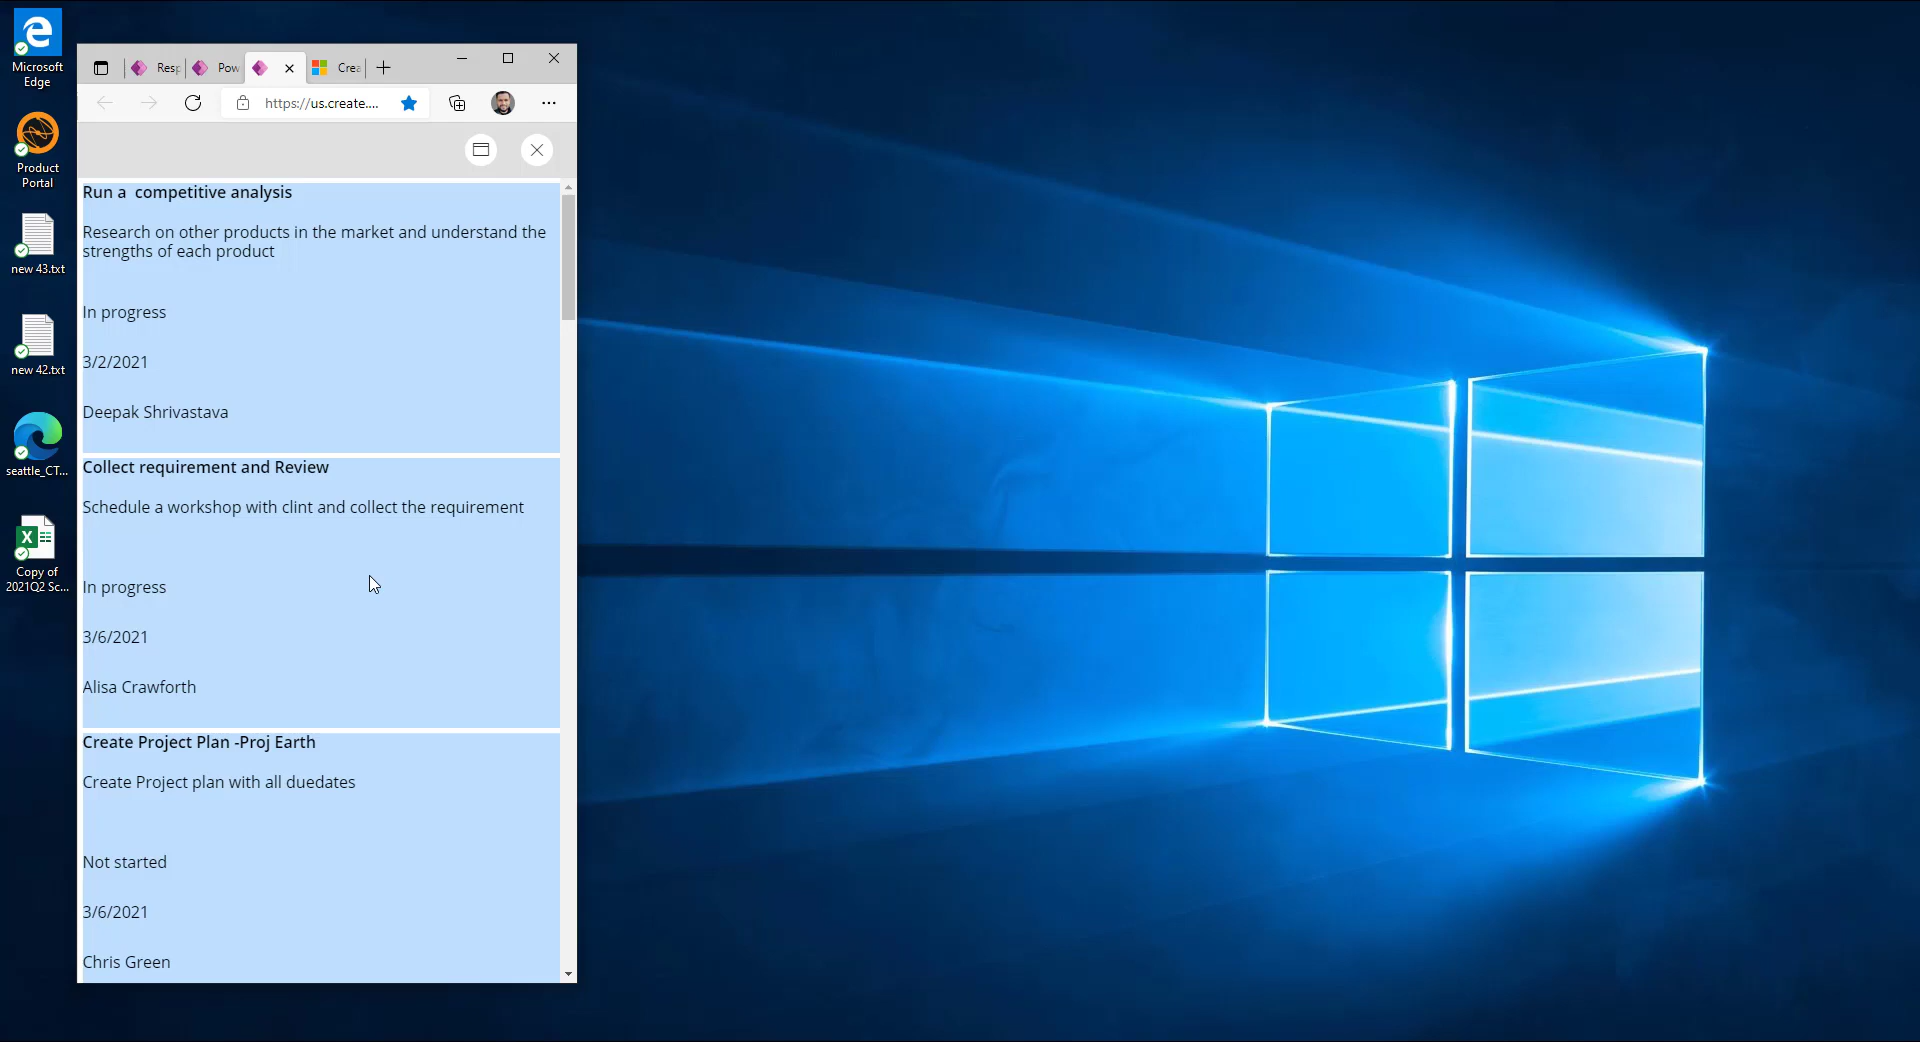 Microsoft
Edge
Product
Portal
new 43.txt
new 42.txt
seattle_CT...
Copy of
2021Q2 Sc...
Resp
Pow
Crea
https://us.create....
Run a  competitive analysis
Research on other products in the market and understand the
strengths of each product
In progress
3/2/2021
Deepak Shrivastava
Collect requirement and Review
Schedule a workshop with clint and collect the requirement
In progress
3/6/2021
Alisa Crawforth
Create Project Plan -Proj Earth
Create Project plan with all duedates
Not started
3/6/2021
Chris Green